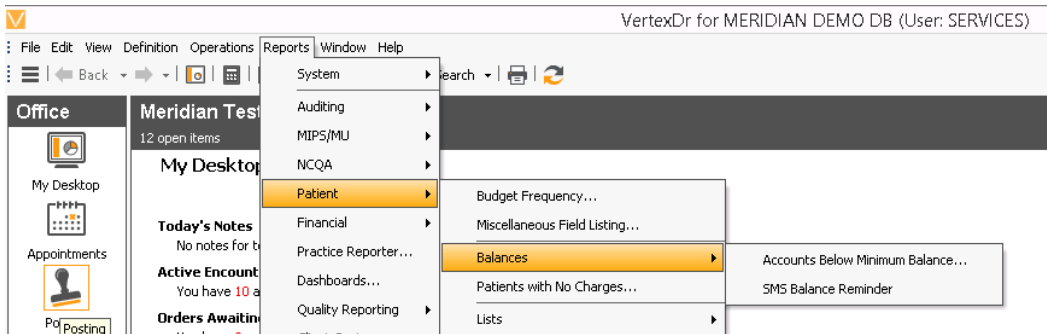 VertexDr for MERIDIAN DEMO DB (User: SERVICES)
File Edit View Definition Operations Reports Window Help
Back
earch
Office
My Desktop
Appointments
Posting
Meridian Test
12 open items
My Desktop
Today's Notes
No notes for t
Active Encount
You have 10 a
Orders Awaitin
System
Auditing
MIPS/MU
NCQA
Patient
Financial
Practice Reporter...
Dashboards...
Quality Reporting
Budget Frequency...
Miscellaneous Field Listing...
Balances
Patients with No Charges...
Lists
Accounts Below Minimum Balance...
SMS Balance Reminder